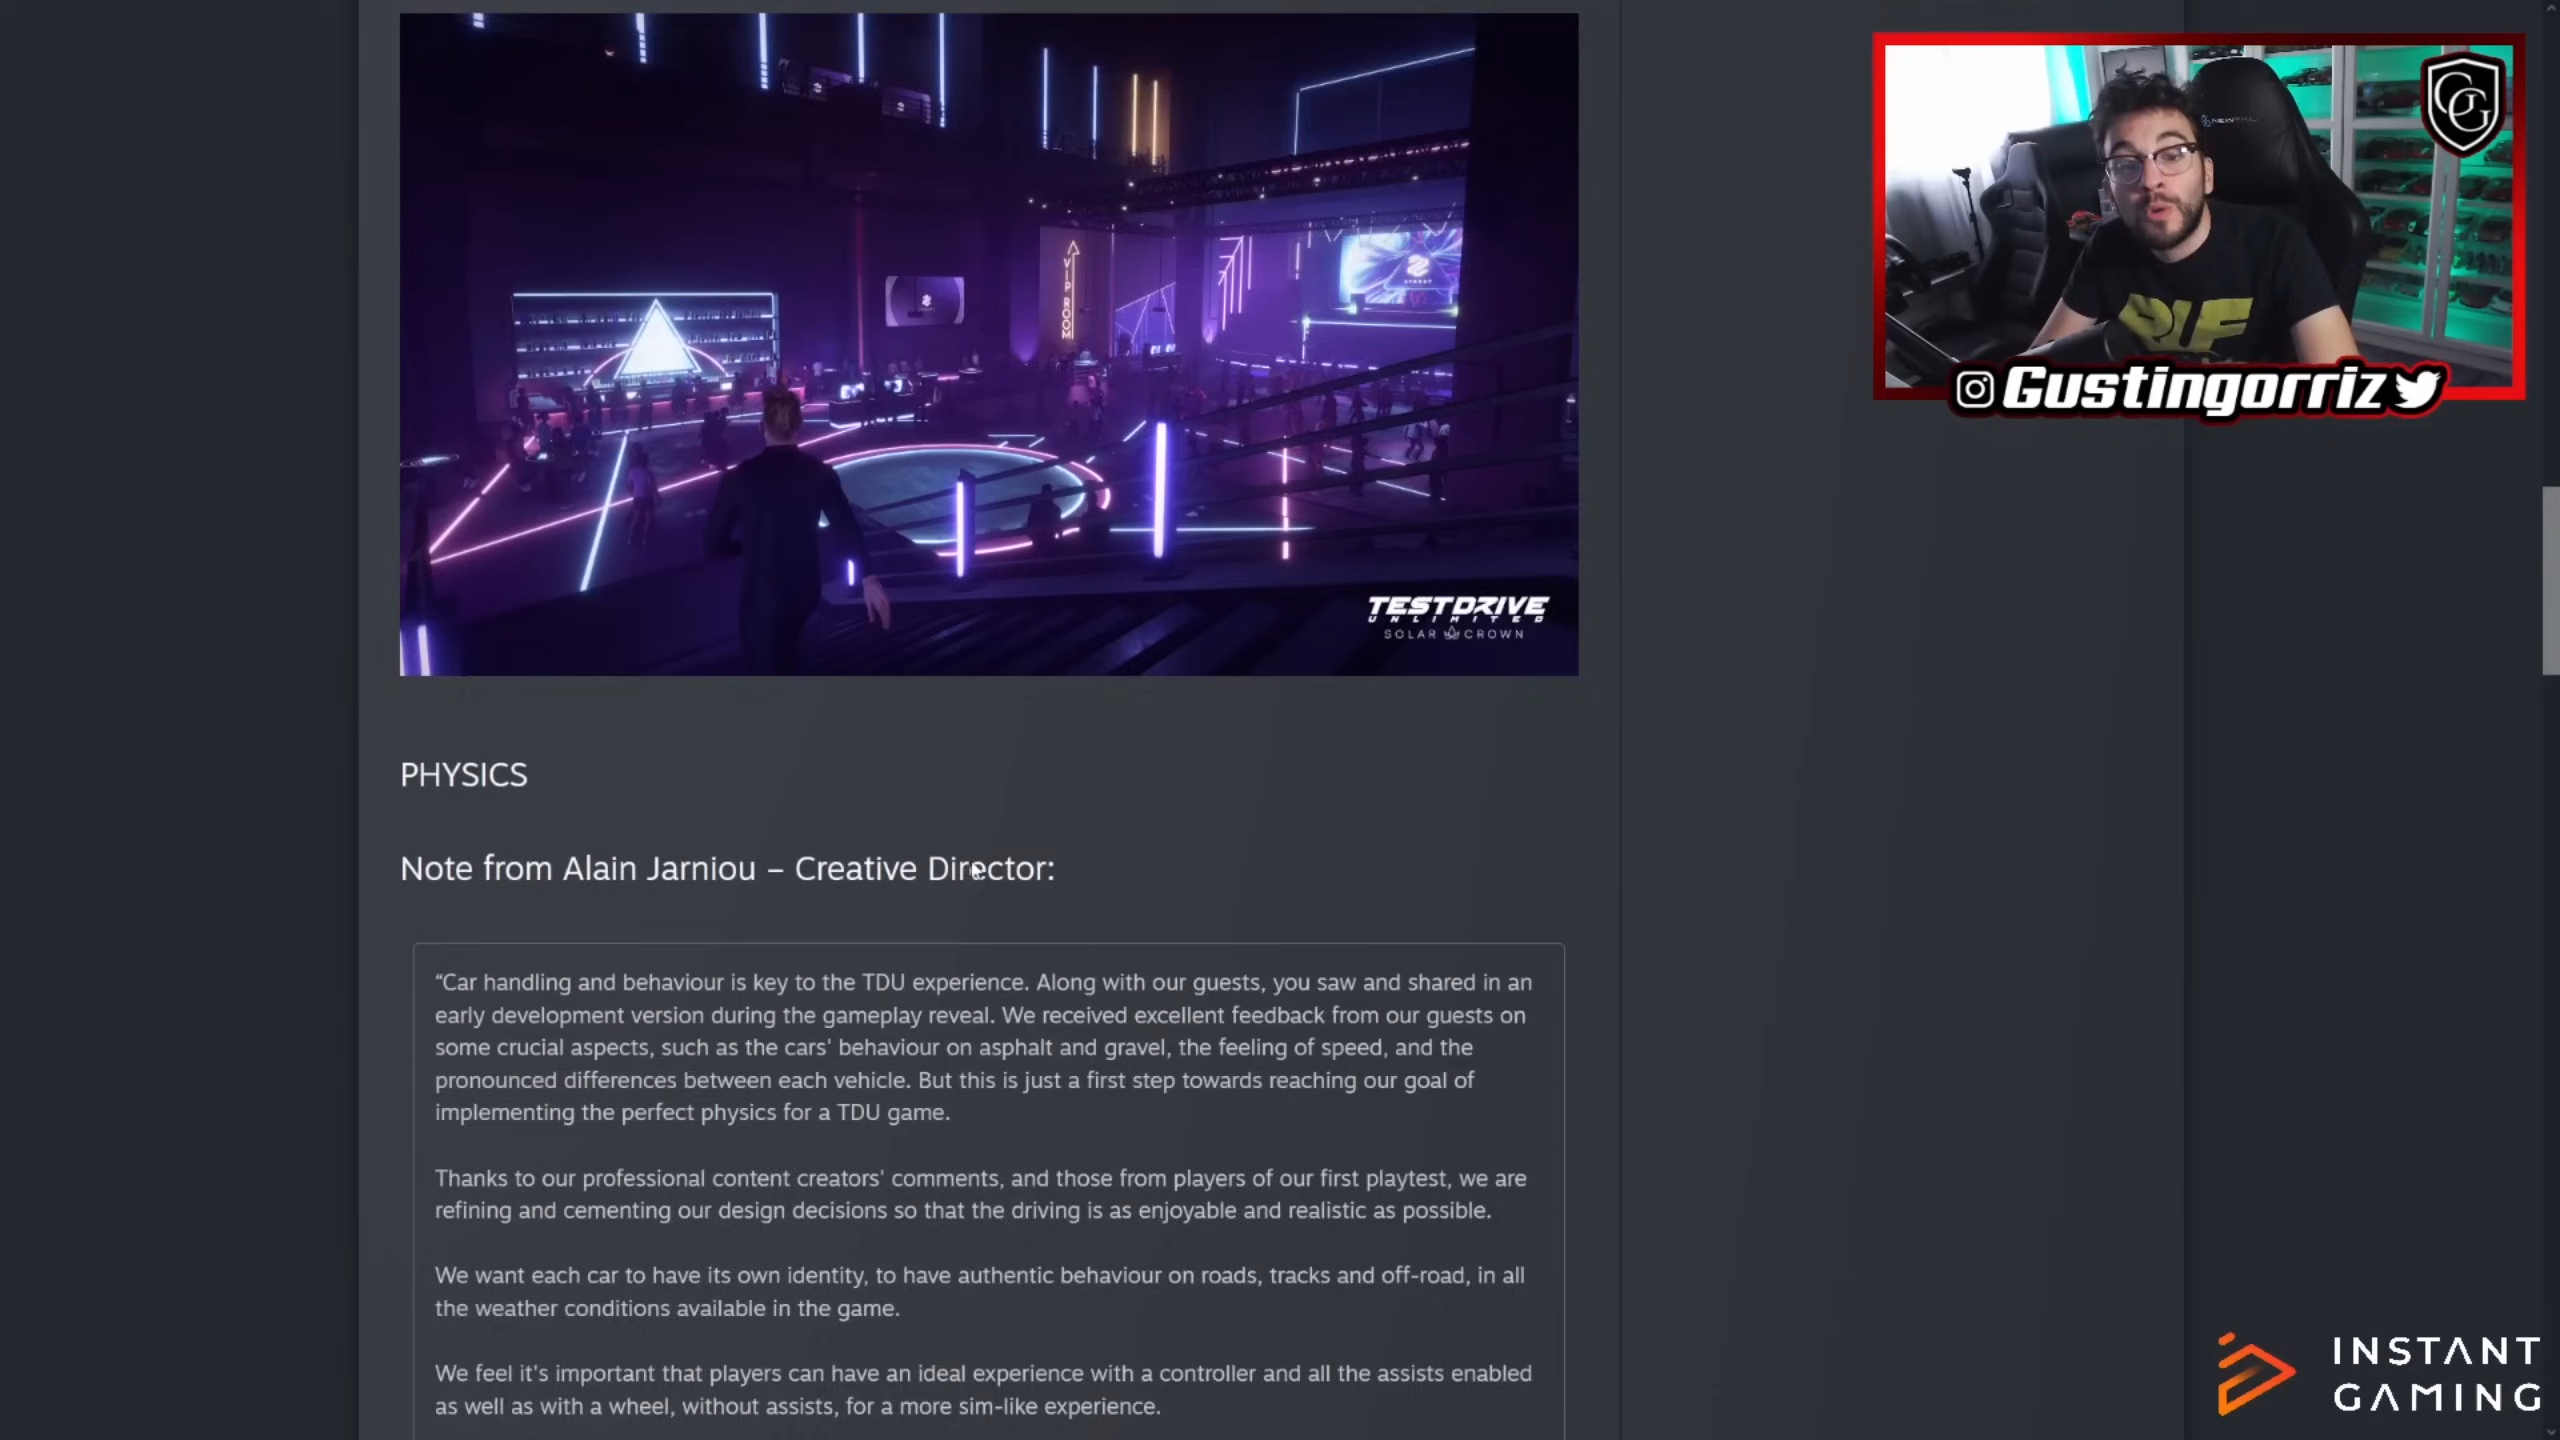 VIP ROOM
STREET
TESTDRIVE
UNLIMITED
SOLAR CROWN
GG
Gustingorriz
PHYSICS
Note from Alain Jarniou – Creative Director:
“Car handling and behaviour is key to the TDU experience. Along with our guests, you saw and shared in an
early development version during the gameplay reveal. We received excellent feedback from our guests on
some crucial aspects, such as the cars' behaviour on asphalt and gravel, the feeling of speed, and the
pronounced differences between each vehicle. But this is just a first step towards reaching our goal of
implementing the perfect physics for a TDU game.
Thanks to our professional content creators' comments, and those from players of our first playtest, we are
refining and cementing our design decisions so that the driving is as enjoyable and realistic as possible.
We want each car to have its own identity, to have authentic behaviour on roads, tracks and off-road, in all
the weather conditions available in the game.
We feel it's important that players can have an ideal experience with a controller and all the assists enabled
as well as with a wheel, without assists, for a more sim-like experience.
INSTANT
GAMING